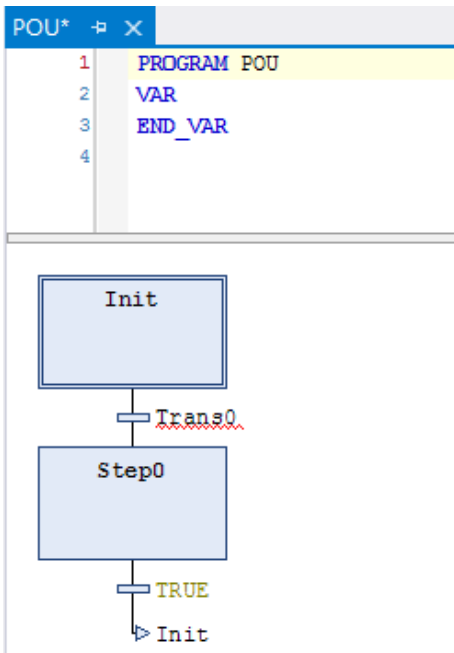 POU*
1 PROGRAM POU
2 VAR
3 END_VAR
4
Init
Trans0
Step0
TRUE
Init